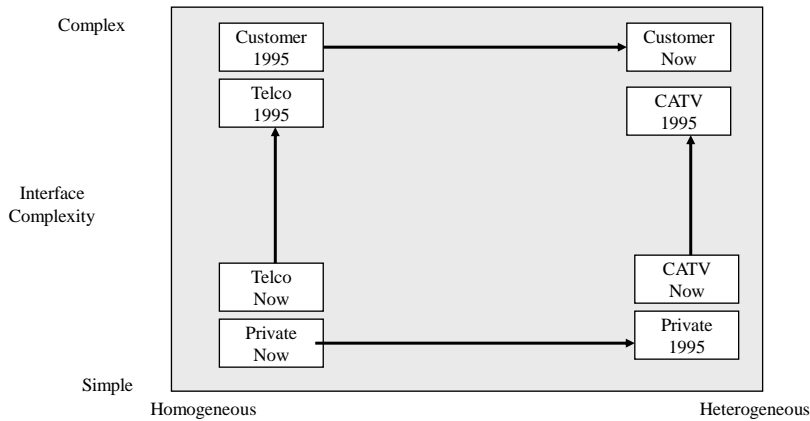 Complex
Customer
1995
Customer
Now
Telco
1995
CATV
1995
Interface
Complexity
Telco
Now
CATV
Now
Private
Now
Private
1995
Simple
Homogeneous
Heterogeneous